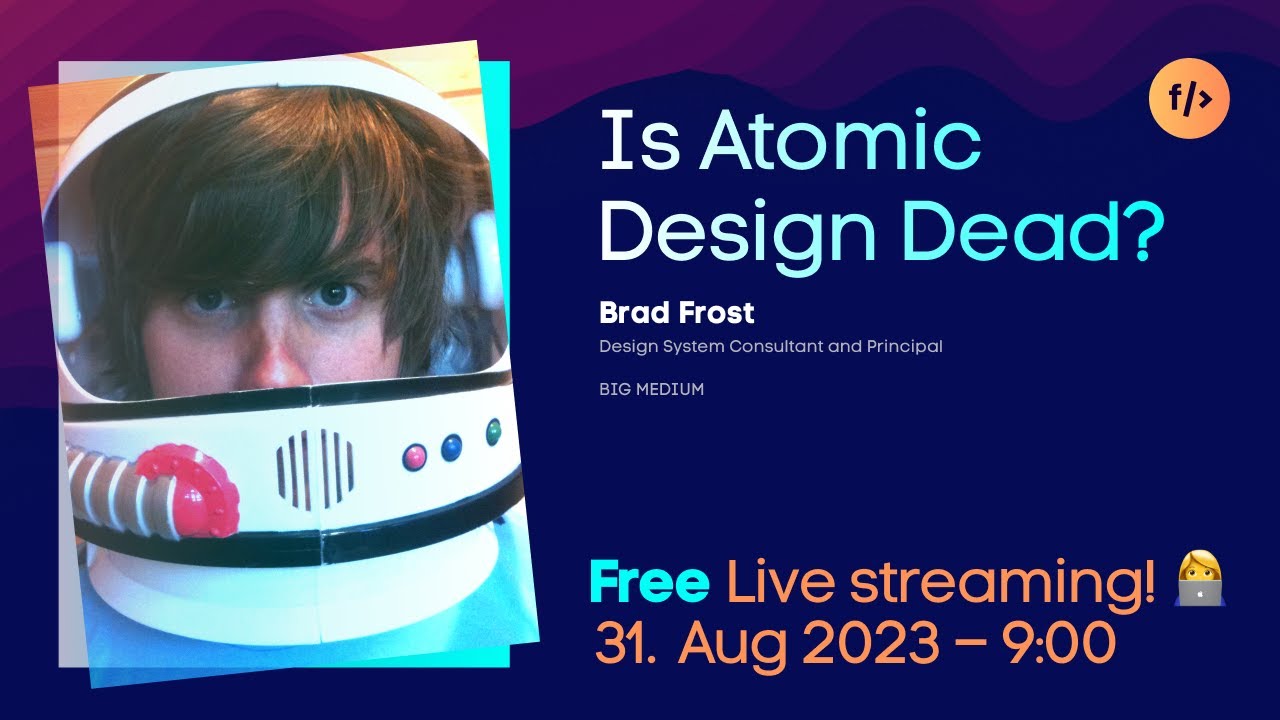 f/>
Is Atomic
Design Dead?
Brad Frost
Design System Consultant and Principal
BIG MEDIUM
Free Live streaming! 👩‍💻
31. Aug 2023 – 9:00